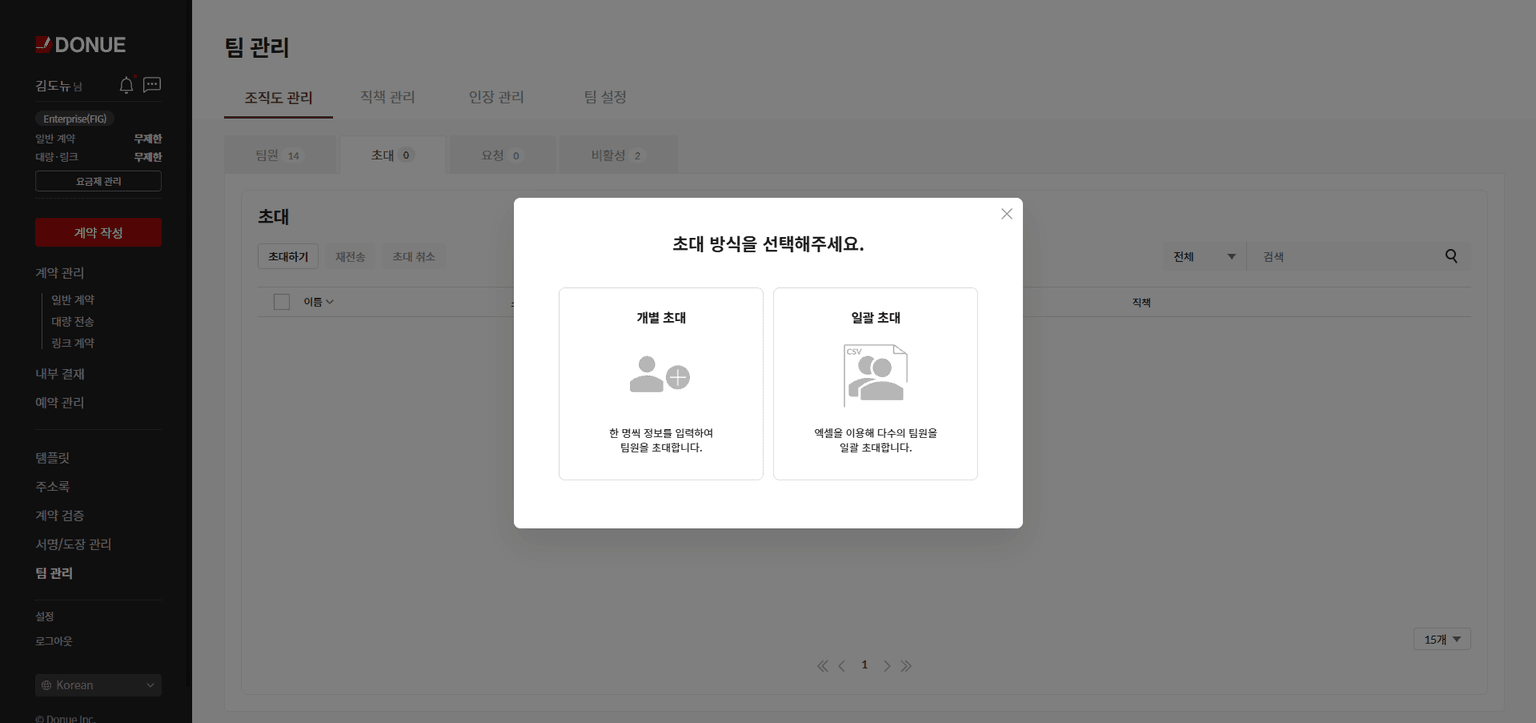 DONUE
김도뉴 님
Enterprise(FIG)
일반 계약 무제한
대량·링크 무제한
요금제 관리
계약 작성
계약 관리
일반 계약
대량 전송
링크 계약
내부 결재
예약 관리
템플릿
주소록
계약 검증
서명/도장 관리
팀 관리
설정
로그아웃
Korean
© Donue Inc.
팀 관리
조직도 관리 직책 관리 인장 관리 팀 설정
팀원 14 초대 0 요청 0 비활성 2
초대
초대하기 재전송 초대 취소 전체 검색
이름 직책
초대 방식을 선택해주세요.
개별 초대
한 명씩 정보를 입력하여
팀원을 초대합니다.
일괄 초대
CSV
엑셀을 이용해 다수의 팀원을
일괄 초대합니다.
15개
1